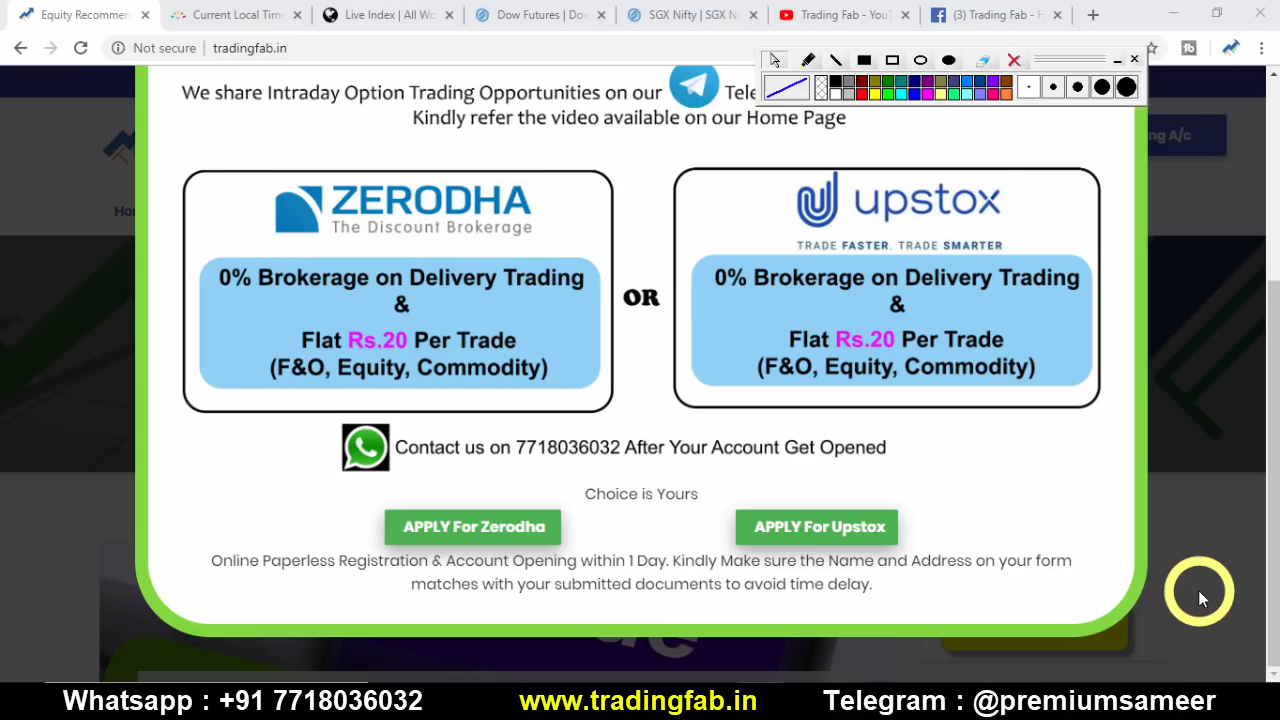 Equity Recommen
Current Local Tim
Live Index | All Wo
Dow Futures | Do
SGX Nifty | SGX N
Trading Fab - You
(3) Trading Fab - H
Not secure | tradingfab.in
We share Intraday Option Trading Opportunities on our Tele
Kindly refer the video available on our Home Page
ng A/c
Ho
ZERODHA
The Discount Brokerage
0% Brokerage on Delivery Trading
&
Flat Rs.20 Per Trade
(F&O, Equity, Commodity)
OR
upstox
TRADE FASTER. TRADE SMARTER
0% Brokerage on Delivery Trading
&
Flat Rs.20 Per Trade
(F&O, Equity, Commodity)
Contact us on 7718036032 After Your Account Get Opened
Choice is Yours
APPLY For Zerodha
APPLY For Upstox
Online Paperless Registration & Account Opening within 1 Day. Kindly Make sure the Name and Address on your form
matches with your submitted documents to avoid time delay.
Whatsapp : +91 7718036032
www.tradingfab.in
Telegram : @premiumsameer